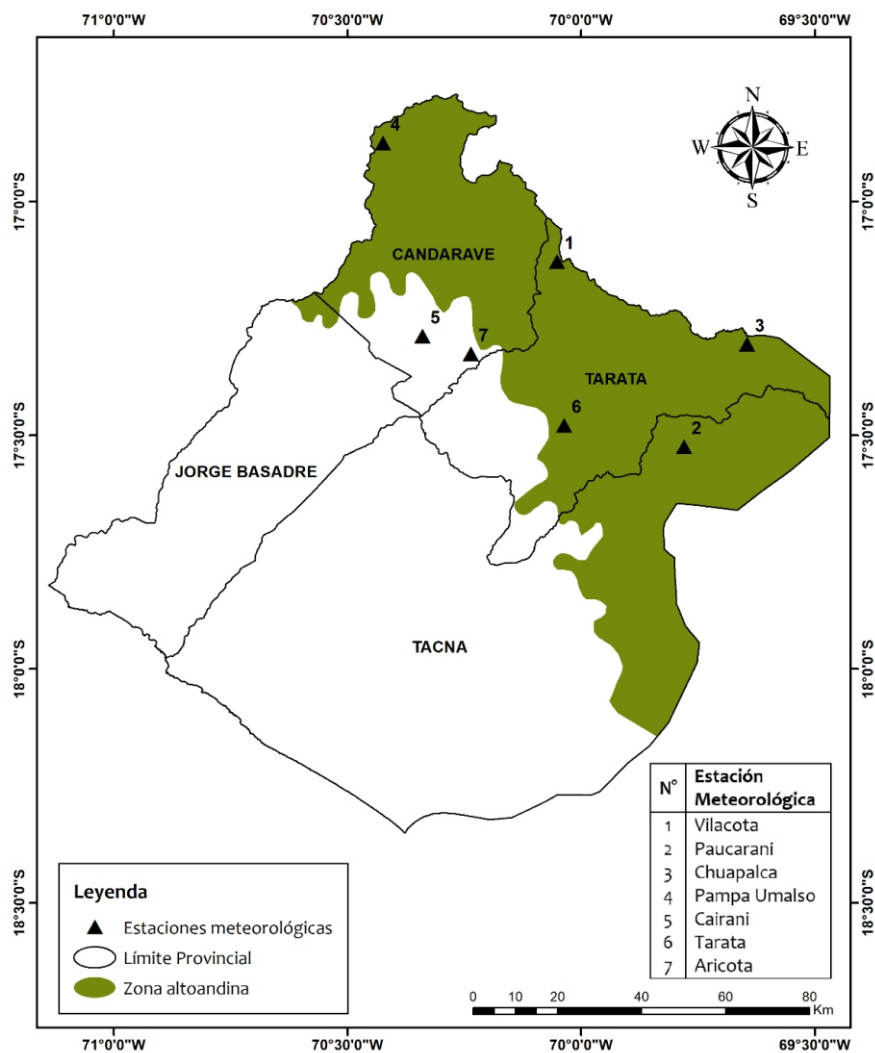 71°0'0"W 70°30'0"W 70°0'0"W 69°30'0"W
N
W E
S
17°0'0"S 17°0'0"S
17°30'0"S 17°30'0"S
18°0'0"S 18°0'0"S
18°30'0"S 18°30'0"S
4
CANDARAVE
1
5
7
3
TARATA
6
2
JORGE BASADRE
TACNA
N° Estación Meteorológica
1 Vilacota
2 Paucarani
3 Chuapalca
4 Pampa Umalso
5 Cairani
6 Tarata
7 Aricota
Leyenda
Estaciones meteorológicas
Límite Provincial
Zona altoandina
0 10 20 40 60 80
Km
71°0'0"W 70°30'0"W 70°0'0"W 69°30'0"W